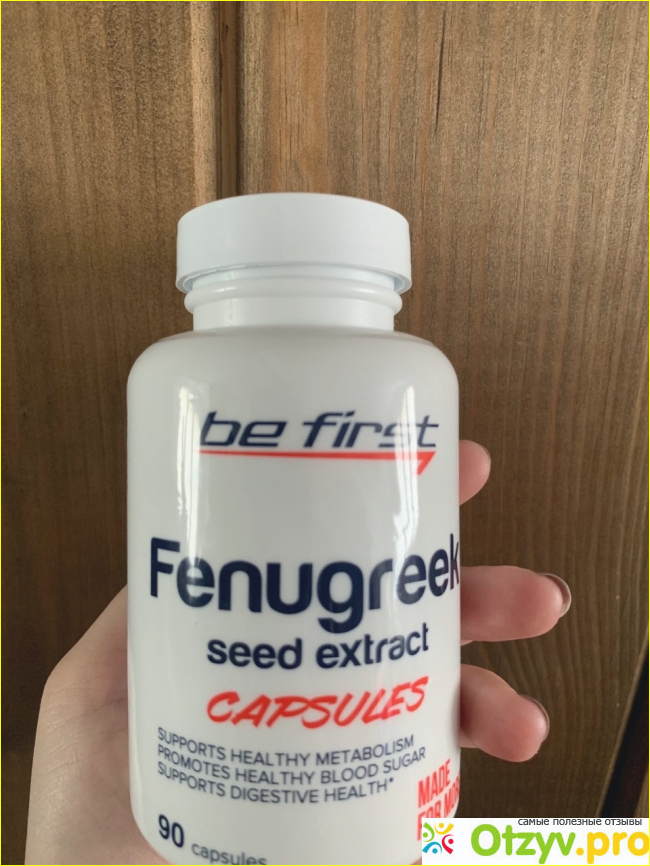 be first
Fenugreek
seed extract
CAPSULES
SUPPORTS HEALTHY METABOLISM
PROMOTES HEALTHY BLOOD SUGAR
SUPPORTS DIGESTIVE HEALTH*
MADE
FOR
90 capsules
самые полезные отзывы
Otzyv.pro